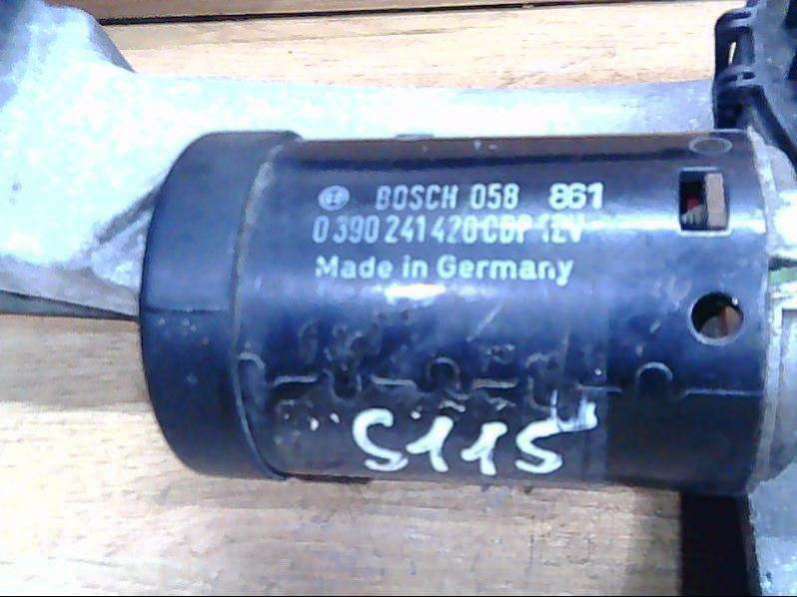 BOSCH 058 861
0 390 241 420 CDP 12V
Made in Germany
S115